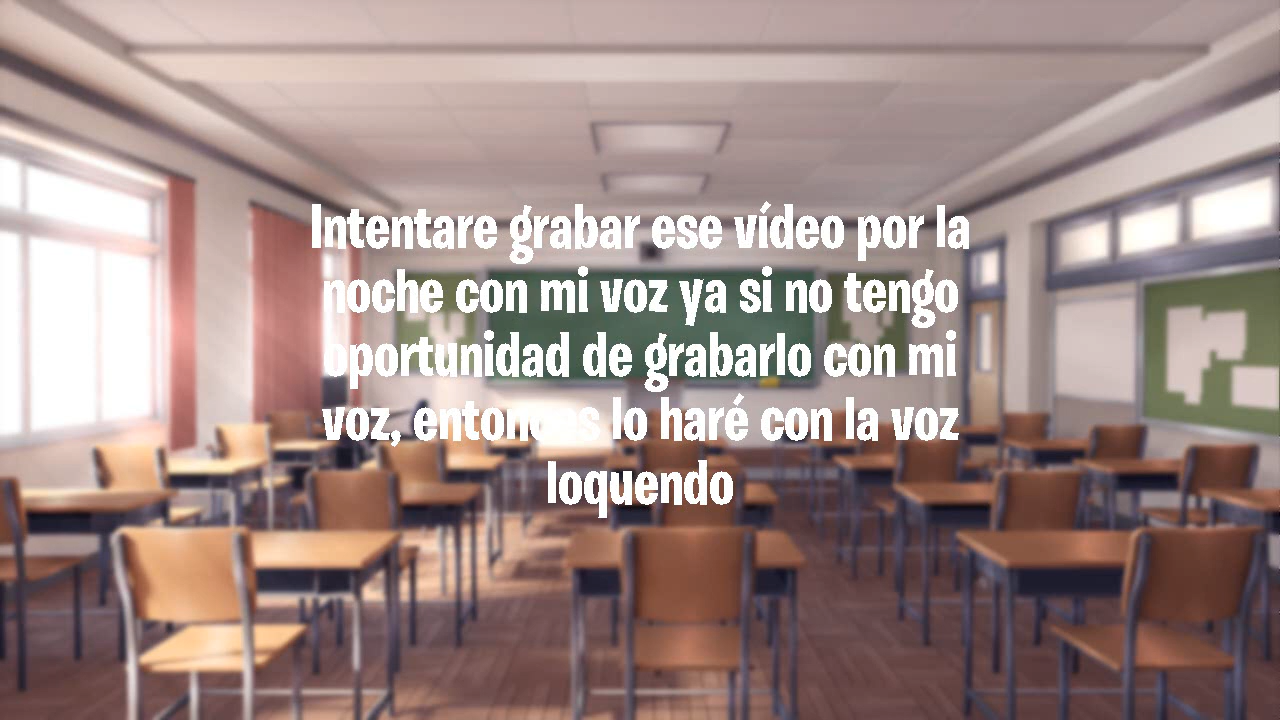 Intentare grabar ese vídeo por la
noche con mi voz ya si no tengo
oportunidad de grabarlo con mi
voz, entonces lo haré con la voz
loquendo